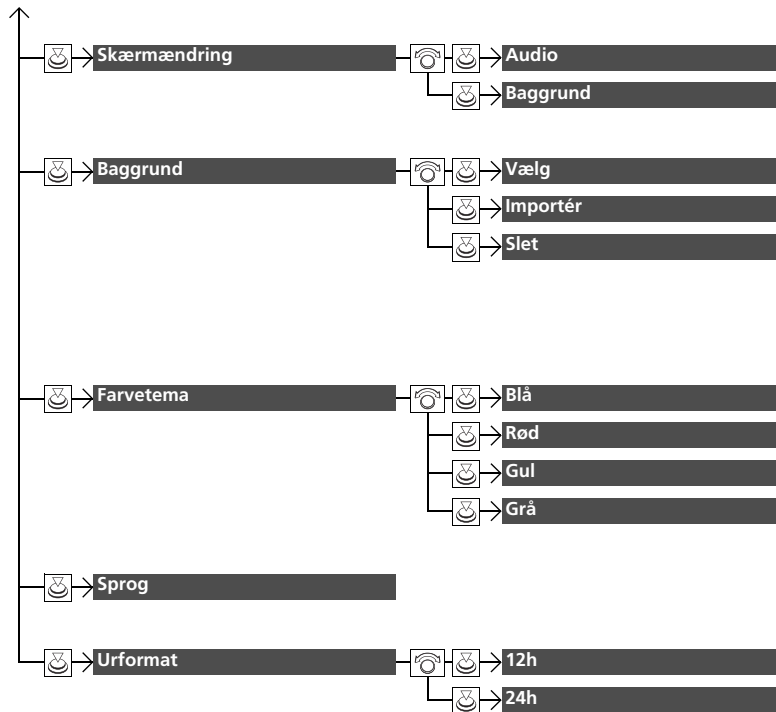 Skærmændring
Audio
Baggrund
Baggrund
Vælg
Importér
Slet
Farvetema
Blå
Rød
Gul
Grå
Sprog
Urformat
12h
24h